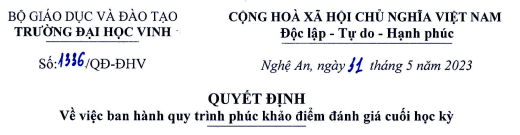 BỘ GIÁO DỤC VÀ ĐÀO TẠO
TRƯỜNG ĐẠI HỌC VINH
Số:1336/QĐ-ĐHV
CỘNG HOÀ XÃ HỘI CHỦ NGHĨA VIỆT NAM
Độc lập - Tự do - Hạnh phúc
Nghệ An, ngày 31 tháng 5 năm 2023
QUYẾT ĐỊNH
Về việc ban hành quy trình phúc khảo điểm đánh giá cuối học kỳ